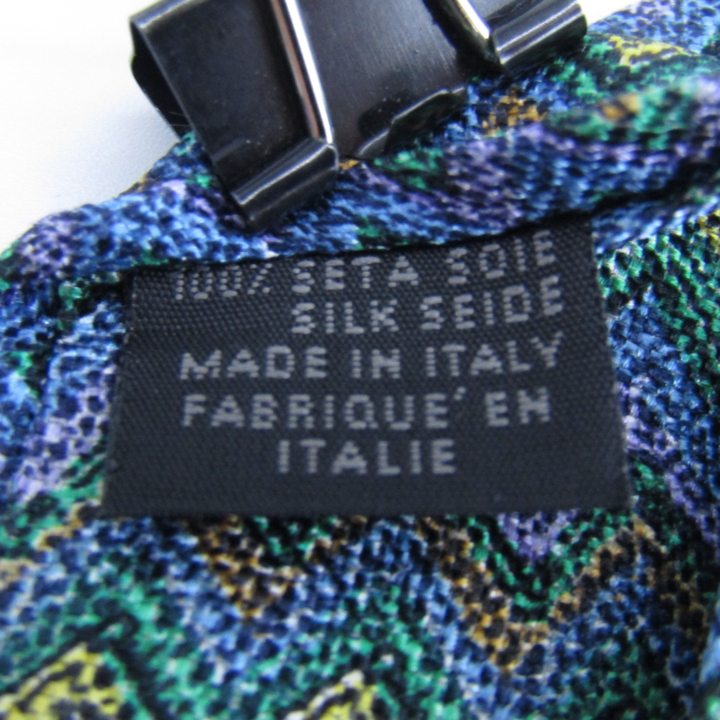 100% SETA SOIE
SILK SEIDE
MADE IN ITALY
FABRIQUE´ EN
ITALIE